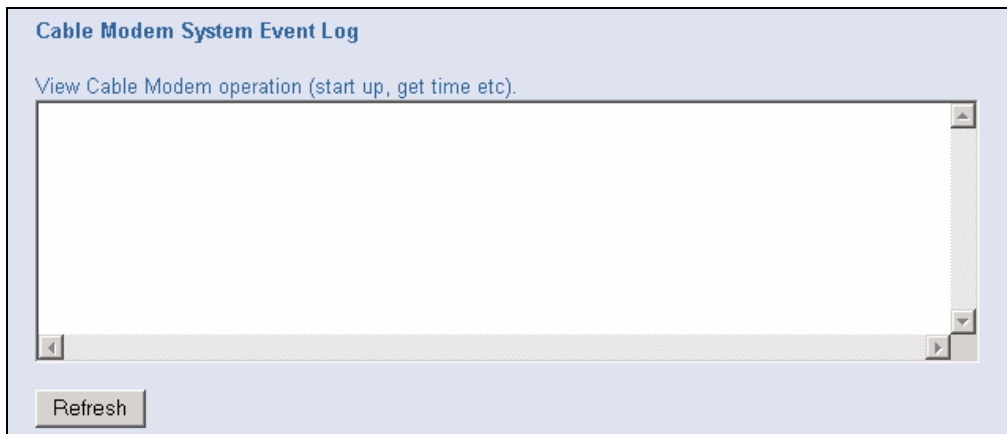 Cable Modem System Event Log
View Cable Modem operation (start up, get time etc).
Refresh